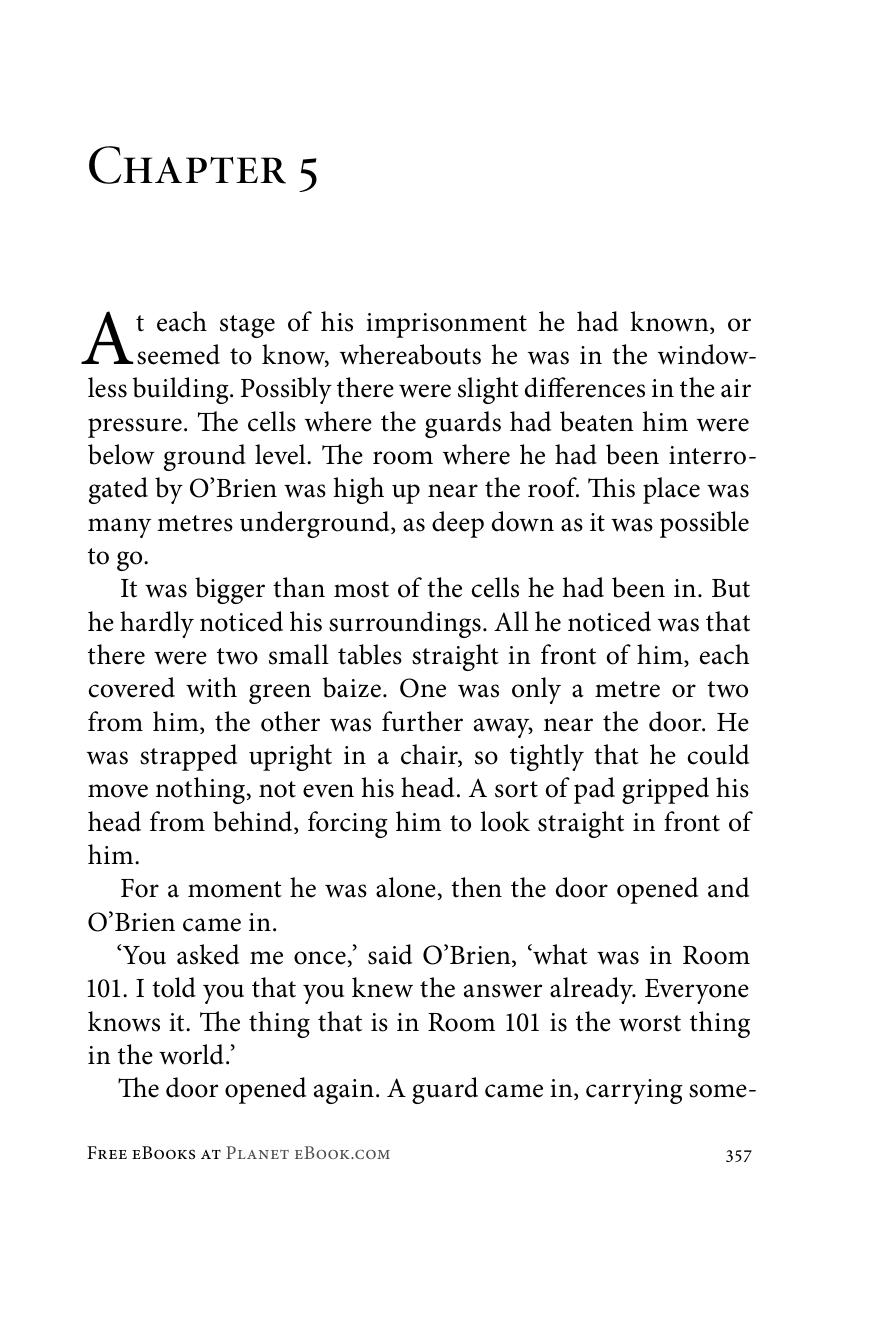 Chapter 5
At each stage of his imprisonment he had known, or
seemed to know, whereabouts he was in the window-
less building. Possibly there were slight differences in the air
pressure. The cells where the guards had beaten him were
below ground level. The room where he had been interro-
gated by O’Brien was high up near the roof. This place was
many metres underground, as deep down as it was possible
to go.
It was bigger than most of the cells he had been in. But
he hardly noticed his surroundings. All he noticed was that
there were two small tables straight in front of him, each
covered with green baize. One was only a metre or two
from him, the other was further away, near the door. He
was strapped upright in a chair, so tightly that he could
move nothing, not even his head. A sort of pad gripped his
head from behind, forcing him to look straight in front of
him.
For a moment he was alone, then the door opened and
O’Brien came in.
‘You asked me once,’ said O’Brien, ‘what was in Room
101. I told you that you knew the answer already. Everyone
knows it. The thing that is in Room 101 is the worst thing
in the world.’
The door opened again. A guard came in, carrying some-
Free eBooks at Planet eBook.com 357